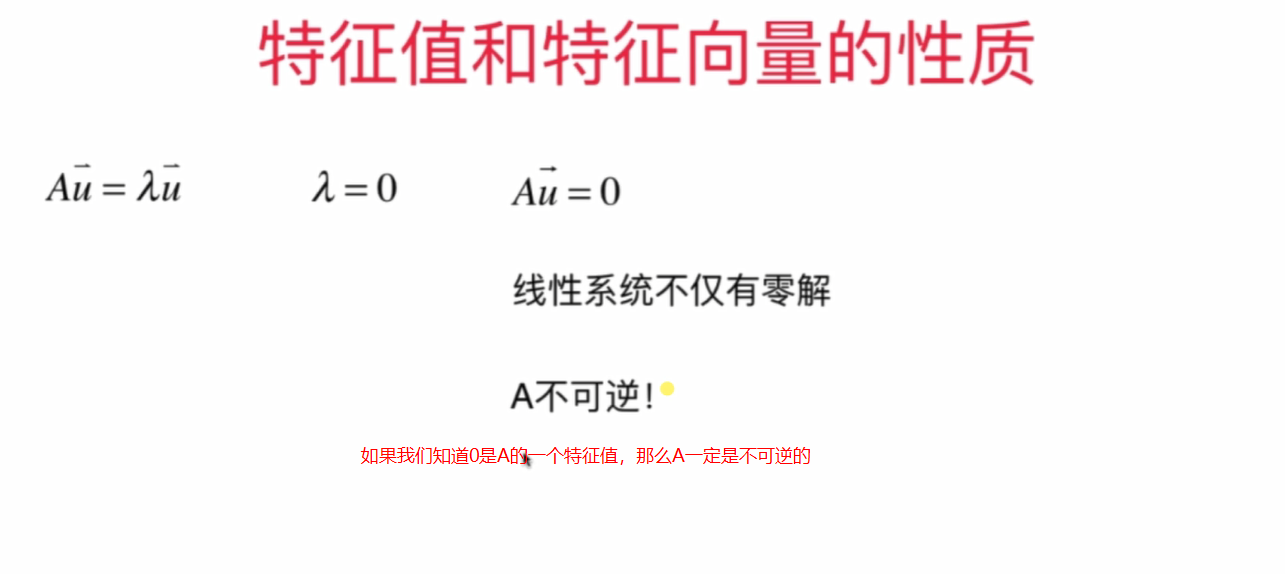 特征值和特征向量的性质
A\vec{u} = λ\vec{u} λ = 0 A\vec{u} = 0
线性系统不仅有零解
A不可逆！
如果我们知道0是A的一个特征值，那么A一定是不可逆的